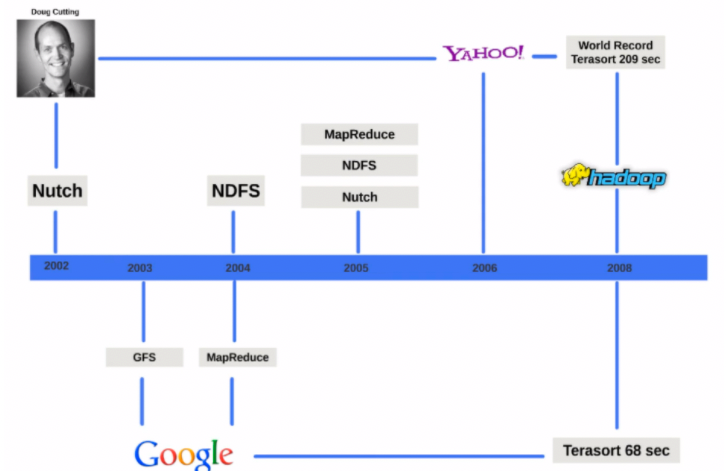 Doug Cutting
YAHOO!
World Record
Terasort 209 sec
MapReduce
NDFS
Nutch
Nutch
NDFS
hadoop
2002
2003
2004
2005
2006
2008
GFS
MapReduce
Google
Terasort 68 sec